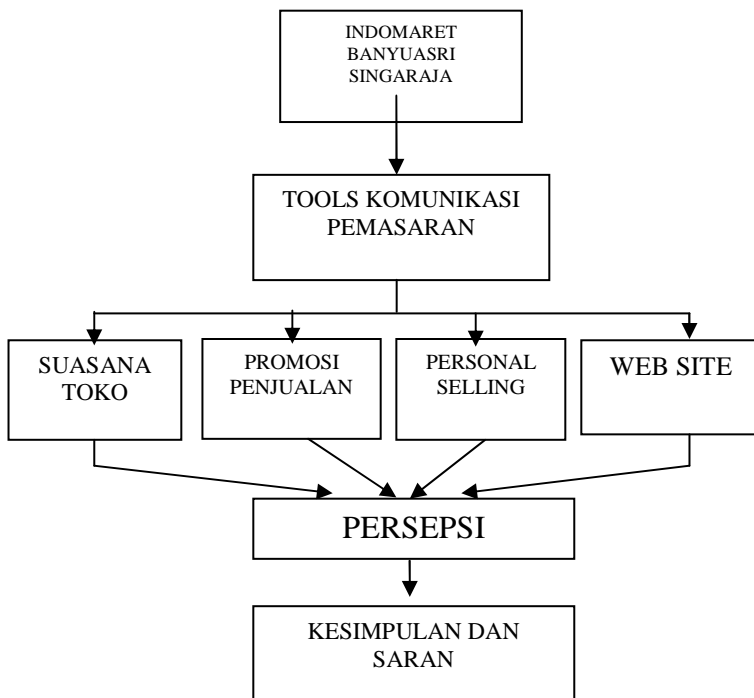 INDOMARET
BANYUASRI
SINGARAJA
TOOLS KOMUNIKASI
PEMASARAN
SUASANA
TOKO
PROMOSI
PENJUALAN
PERSONAL
SELLING
WEB SITE
PERSEPSI
KESIMPULAN DAN
SARAN